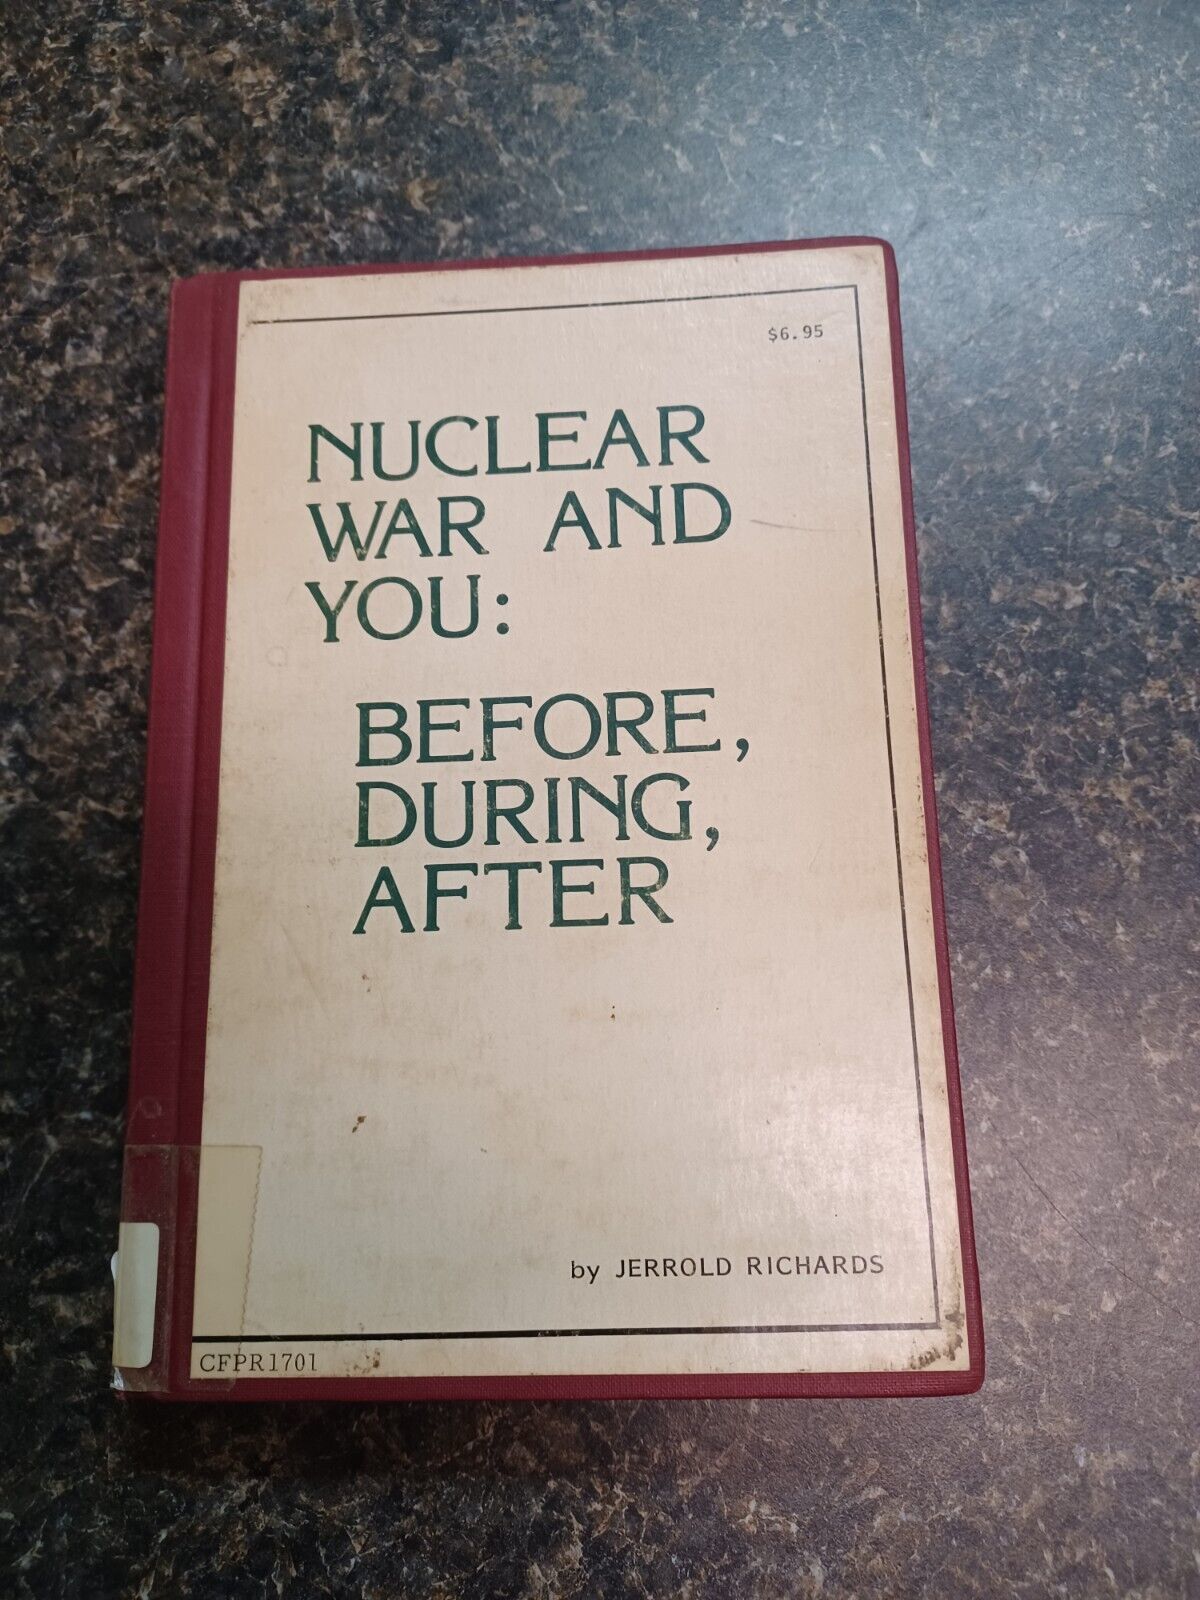 $6.95
NUCLEAR
WAR AND
YOU:
BEFORE,
DURING,
AFTER
by JERROLD RICHARDS
CFPR1701